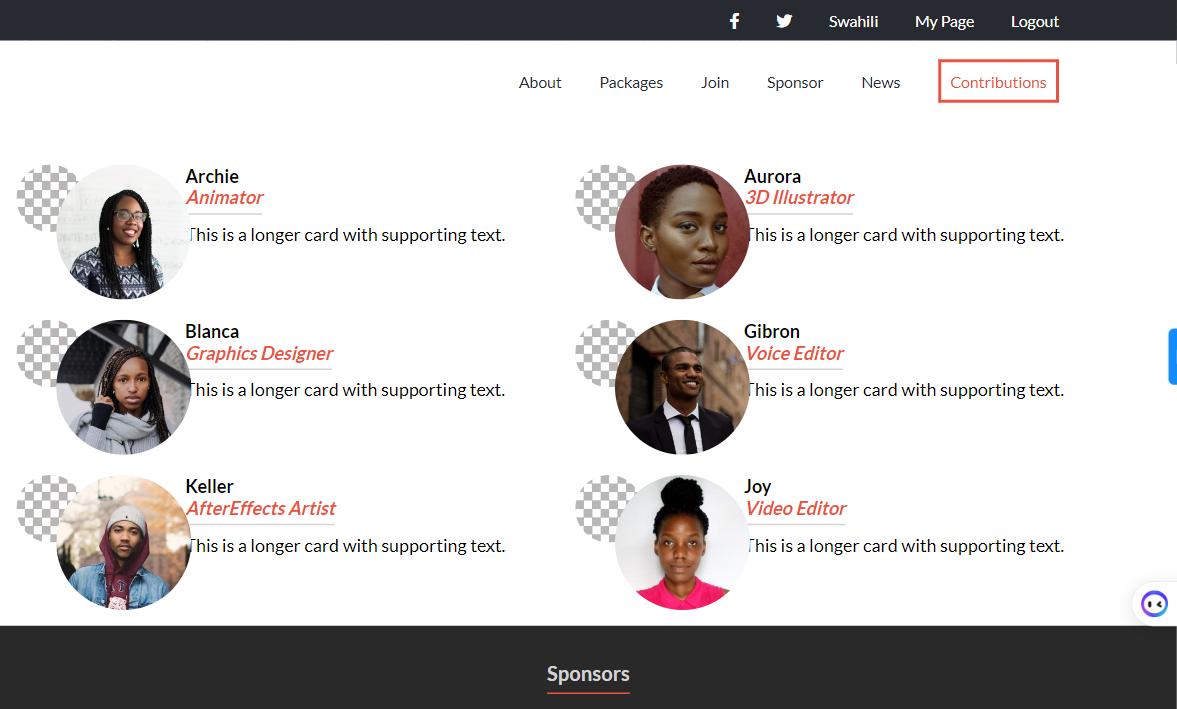 Swahili My Page Logout
About Packages Join Sponsor News Contributions
Archie
Animator
This is a longer card with supporting text.
Aurora
3D Illustrator
This is a longer card with supporting text.
Blanca
Graphics Designer
This is a longer card with supporting text.
Gibron
Voice Editor
This is a longer card with supporting text.
Keller
AfterEffects Artist
This is a longer card with supporting text.
Joy
Video Editor
This is a longer card with supporting text.
Sponsors